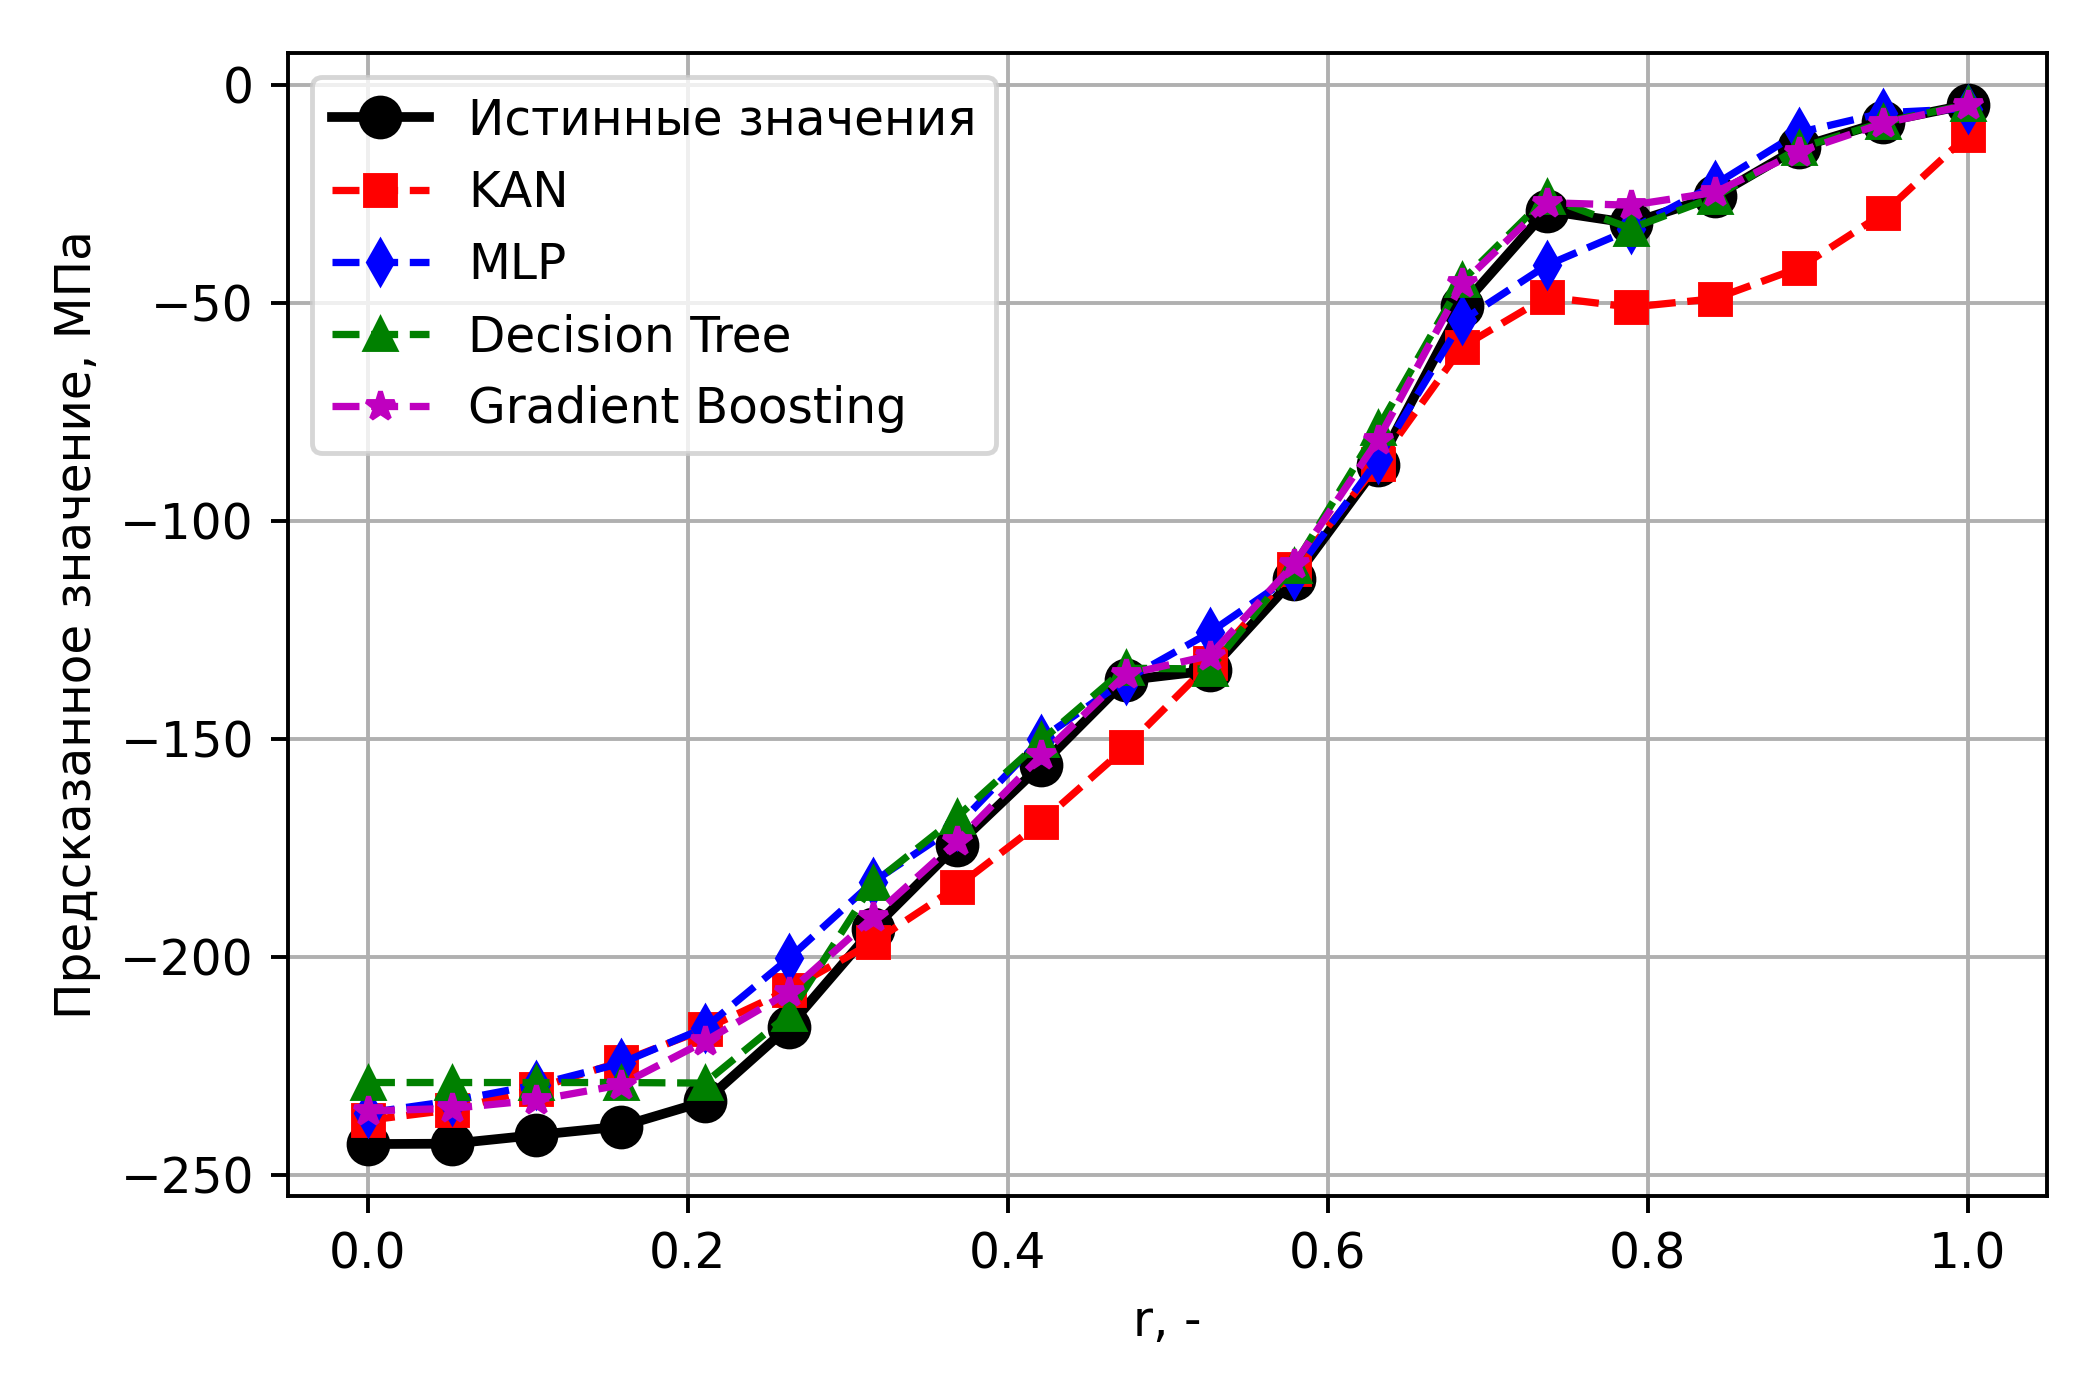 Предсказанное значение, МПа
0
−50
−100
−150
−200
−250
Истинные значения
KAN
MLP
Decision Tree
Gradient Boosting
0.0 0.2 0.4 0.6 0.8 1.0
r, -